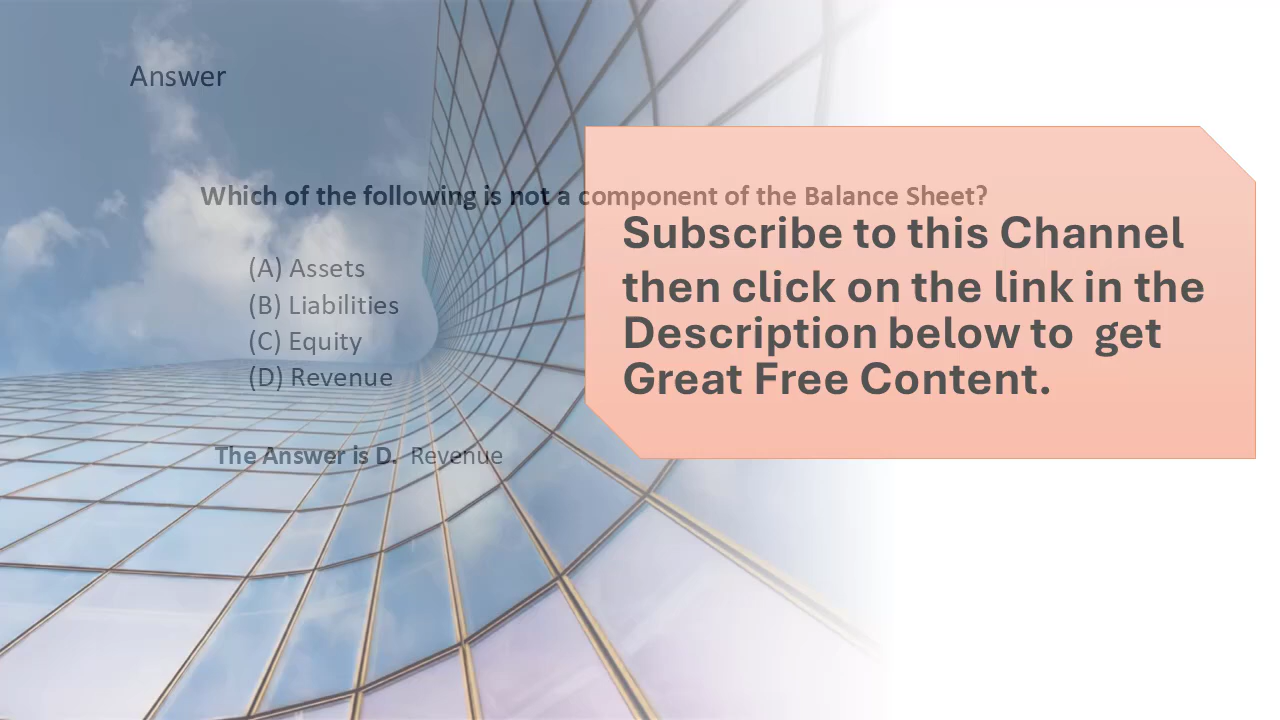 Answer
Which of the following is not a component of the Balance Sheet?
(A) Assets
(B) Liabilities
(C) Equity
(D) Revenue
The Answer is D. Revenue
Subscribe to this Channel
then click on the link in the
Description below to get
Great Free Content.